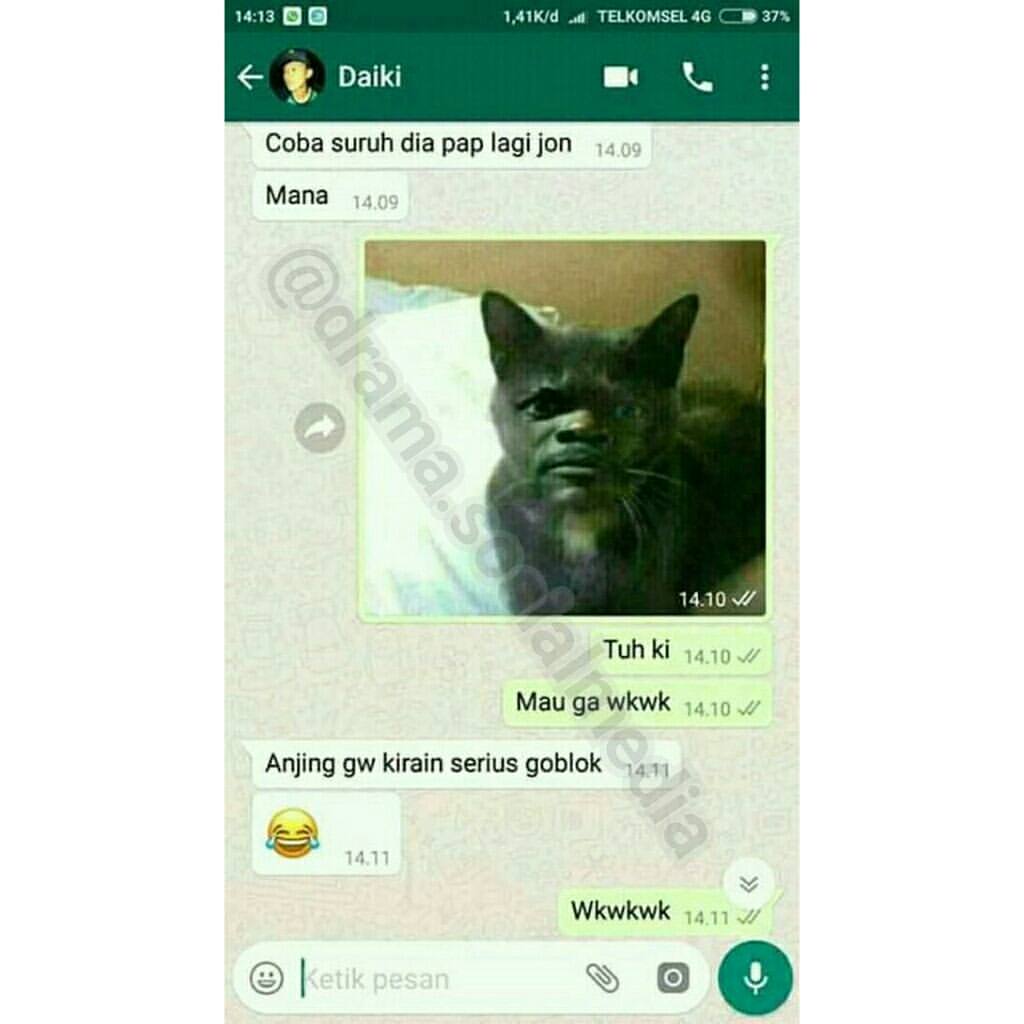 14:13 1,41K/d TELKOMSEL 4G 37%
Daiki
Coba suruh dia pap lagi jon 14.09
Mana 14.09
@drama.socialmedia
14.10
Tuh ki 14.10
Mau ga wkwk 14.10
Anjing gw kirain serius goblok 14.11
14.11
Wkwkwk 14.11
Ketik pesan